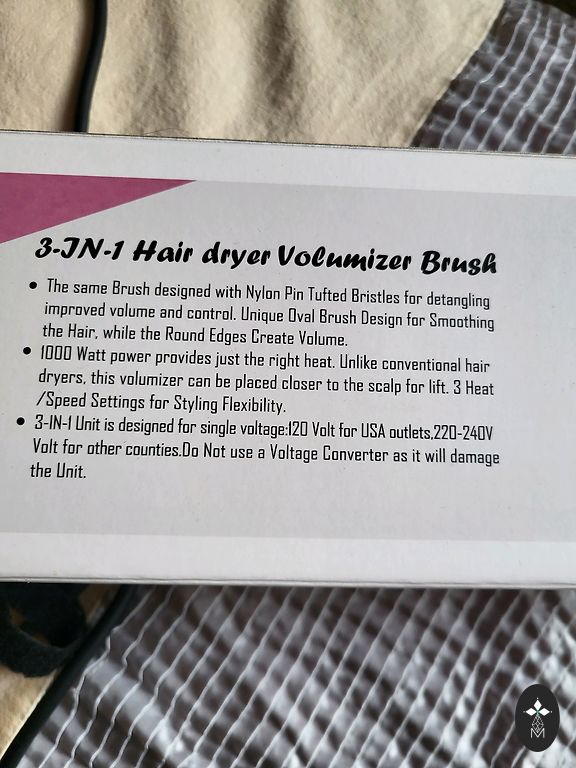 3-IN-1 Hair dryer Volumizer Brush
• The same Brush designed with Nylon Pin Tufted Bristles for detangling
improved volume and control. Unique Oval Brush Design for Smoothing
the Hair, while the Round Edges Create Volume.
• 1000 Watt power provides just the right heat. Unlike conventional hair
dryers, this volumizer can be placed closer to the scalp for lift. 3 Heat
/Speed Settings for Styling Flexibility.
• 3-IN-1 Unit is designed for single voltage:120 Volt for USA outlets,220-240V
Volt for other counties.Do Not use a Voltage Converter as it will damage
the Unit.
M